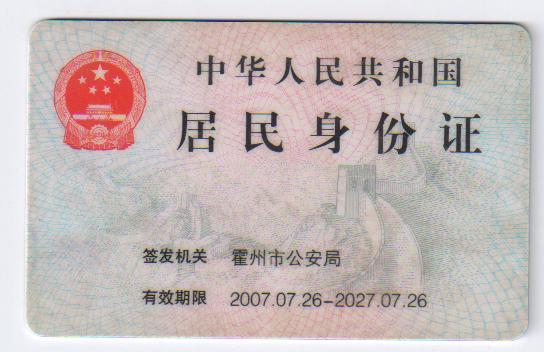 中华人民共和国
居民身份证
签发机关 霍州市公安局
有效期限 2007.07.26-2027.07.26